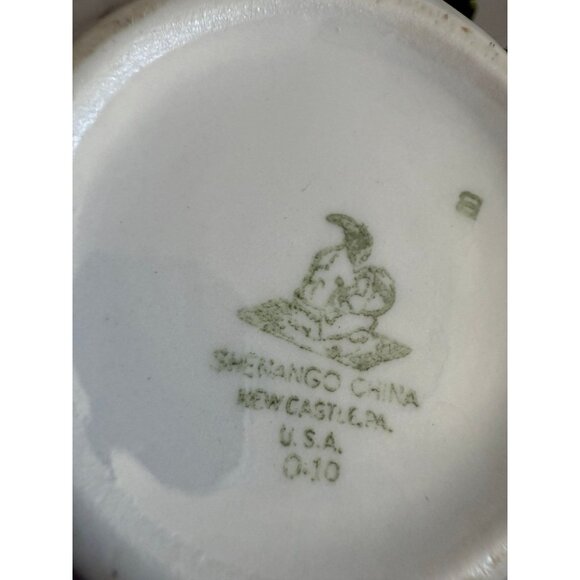 SHENANGO CHINA
NEW CASTLE, PA.
U.S.A.
O-10